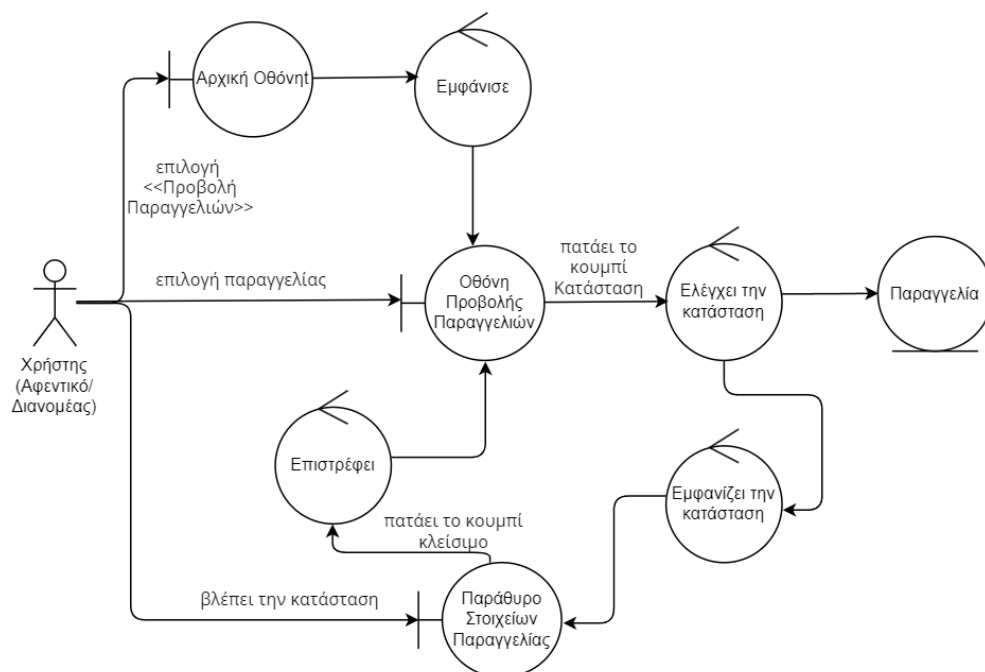 Αρχική Οθόνηt
Εμφάνισε
επιλογή
<<Προβολή
Παραγγελιών>>
επιλογή παραγγελίας
Οθόνη
Προβολής
Παραγγελιών
πατάει το
κουμπί
Κατάσταση
Ελέγχει την
κατάσταση
Παραγγελία
Χρήστης
(Αφεντικό/
Διανομέας)
Επιστρέφει
Εμφανίζει την
κατάσταση
πατάει το κουμπί
κλείσιμο
βλέπει την κατάσταση
Παράθυρο
Στοιχείων
Παραγγελίας